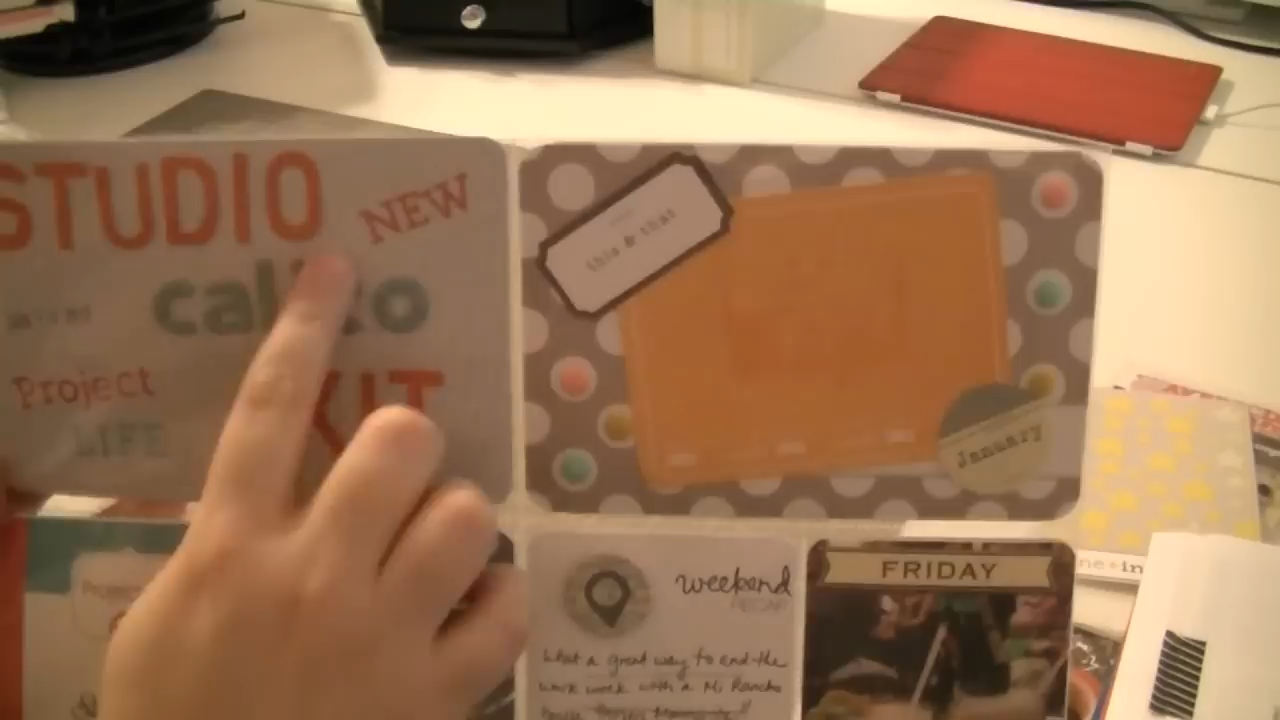 STUDIO
NEW
calico
Project
LIFE
KIT
this & that
January
weekend
FRIDAY
What a great way to end the
work week with a Mi Rancho